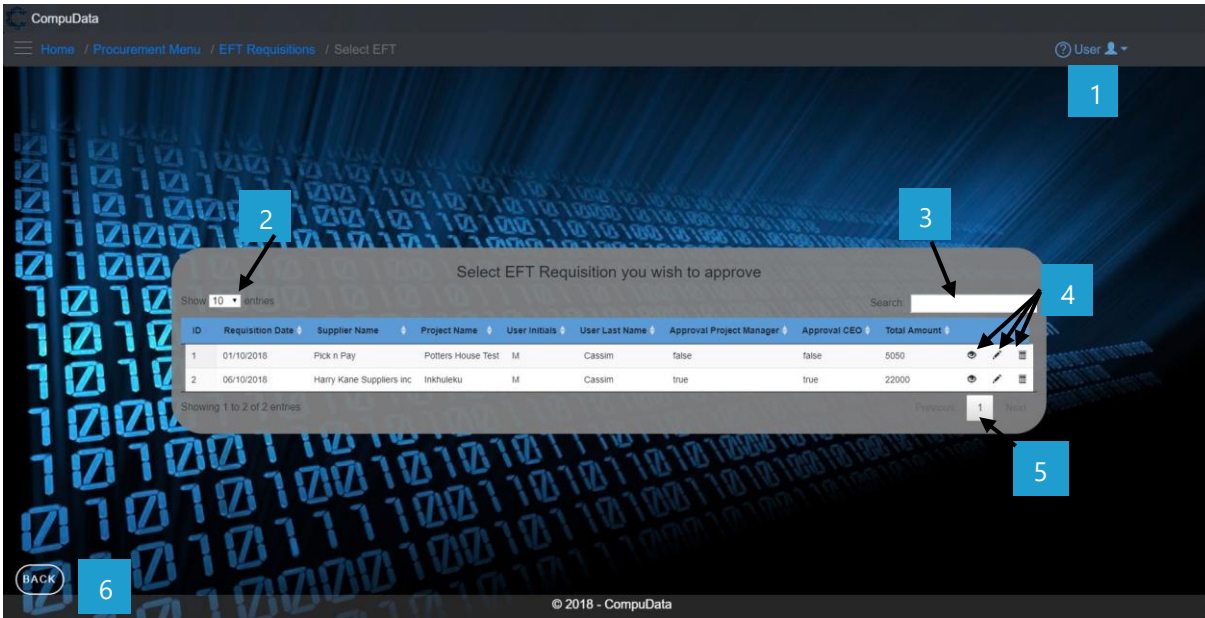 CompuData
Home / Procurement Menu / EFT Requisitions / Select EFT
User
1
2
3
Select EFT Requisition you wish to approve
4
Show 10 entries
Search:
ID Requisition Date Supplier Name Project Name User Initials User Last Name Approval Project Manager Approval CEO Total Amount
1 01/10/2018 Pick n Pay Potters House Test M Cassim false false 5050
2 06/10/2018 Harry Kane Suppliers inc Inkhuleku M Cassim true true 22000
Showing 1 to 2 of 2 entries
Previous 1 Next
5
BACK
6
© 2018 - CompuData